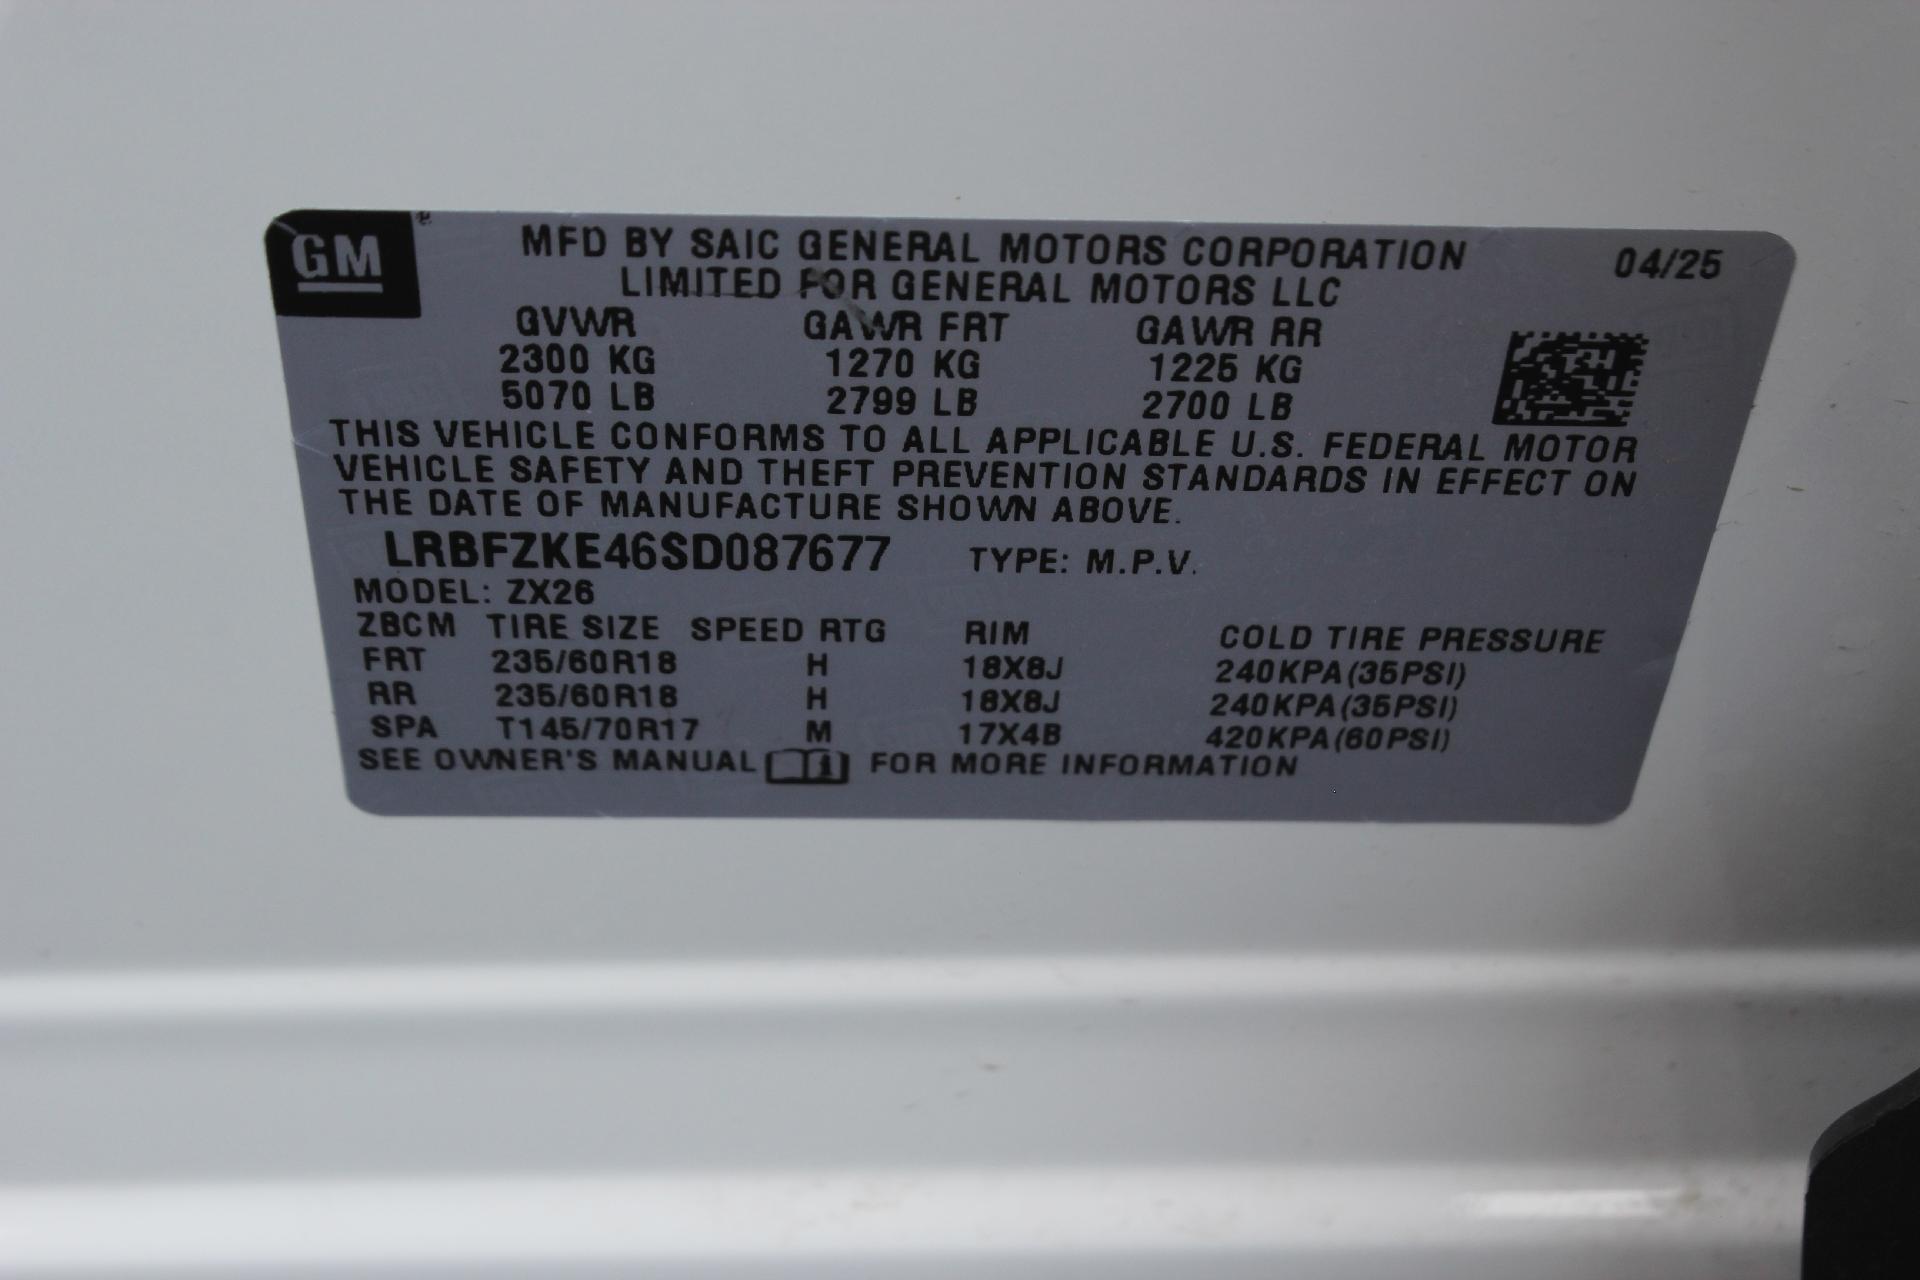 GM
MFD BY SAIC GENERAL MOTORS CORPORATION
LIMITED FOR GENERAL MOTORS LLC
04/25
GVWR GAWR FRT GAWR RR
2300 KG 1270 KG 1225 KG
5070 LB 2799 LB 2700 LB
THIS VEHICLE CONFORMS TO ALL APPLICABLE U.S. FEDERAL MOTOR
VEHICLE SAFETY AND THEFT PREVENTION STANDARDS IN EFFECT ON
THE DATE OF MANUFACTURE SHOWN ABOVE.
LRBFZKE46SD087677 TYPE: M.P.V.
MODEL: ZX26
ZBCM TIRE SIZE SPEED RTG RIM COLD TIRE PRESSURE
FRT 235/60R18 H 18X8J 240KPA(35PSI)
RR 235/60R18 H 18X8J 240KPA(35PSI)
SPA T145/70R17 M 17X4B 420KPA(60PSI)
SEE OWNER'S MANUAL FOR MORE INFORMATION